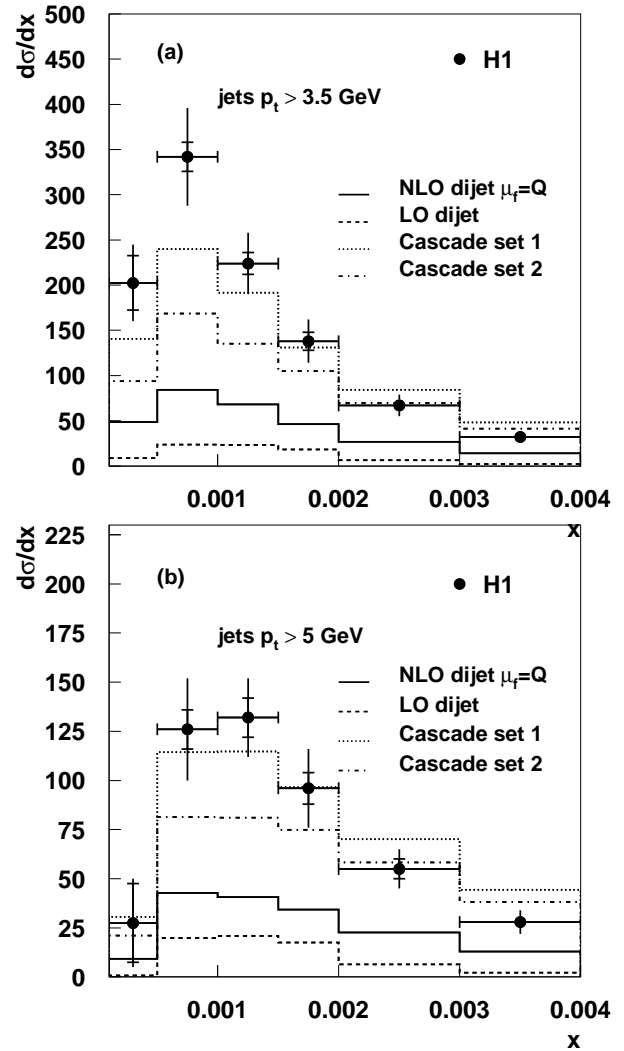 dσ/dx
500
450
400
350
300
250
200
150
100
50
0
(a)
H1
jets p_t > 3.5 GeV
NLO dijet μ_f=Q
LO dijet
Cascade set 1
Cascade set 2
0.001 0.002 0.003 0.004
x
dσ/dx
225
200
175
150
125
100
75
50
25
0
(b)
H1
jets p_t > 5 GeV
NLO dijet μ_f=Q
LO dijet
Cascade set 1
Cascade set 2
0.001 0.002 0.003 0.004
x